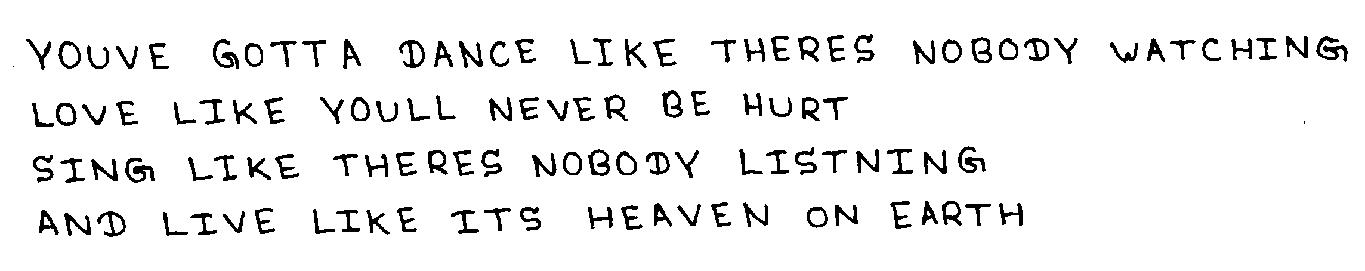 YOUVE GOTTA DANCE LIKE THERES NOBODY WATCHING
LOVE LIKE YOULL NEVER BE HURT
SING LIKE THERES NOBODY LISTNING
AND LIVE LIKE ITS HEAVEN ON EARTH